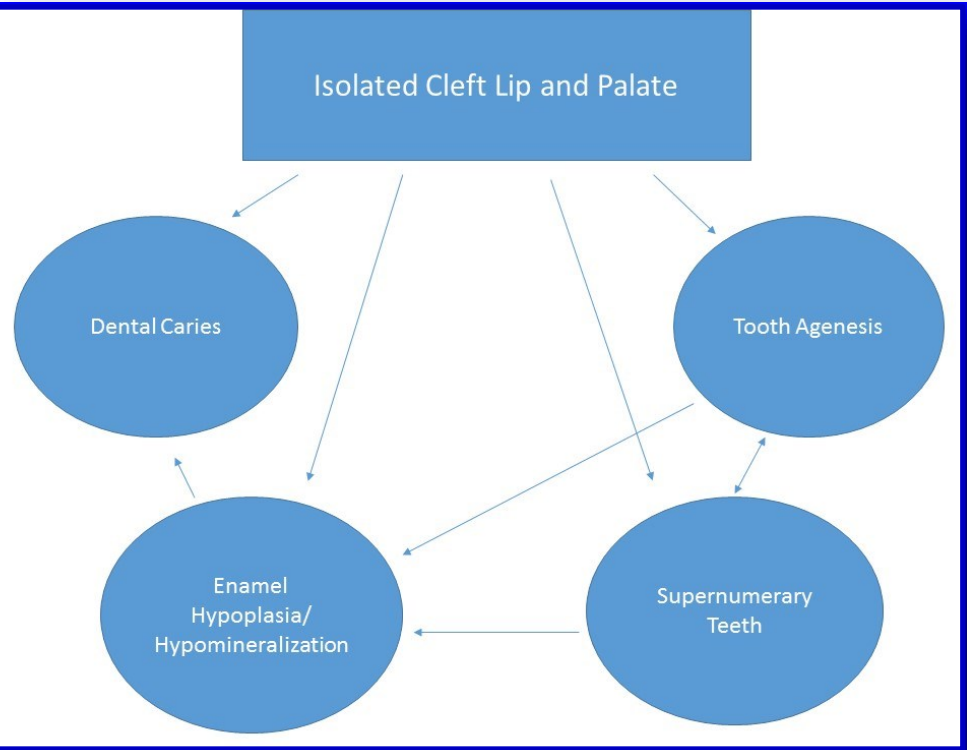 Isolated Cleft Lip and Palate
Dental Caries
Tooth Agenesis
Enamel
Hypoplasia/
Hypomineralization
Supernumerary
Teeth